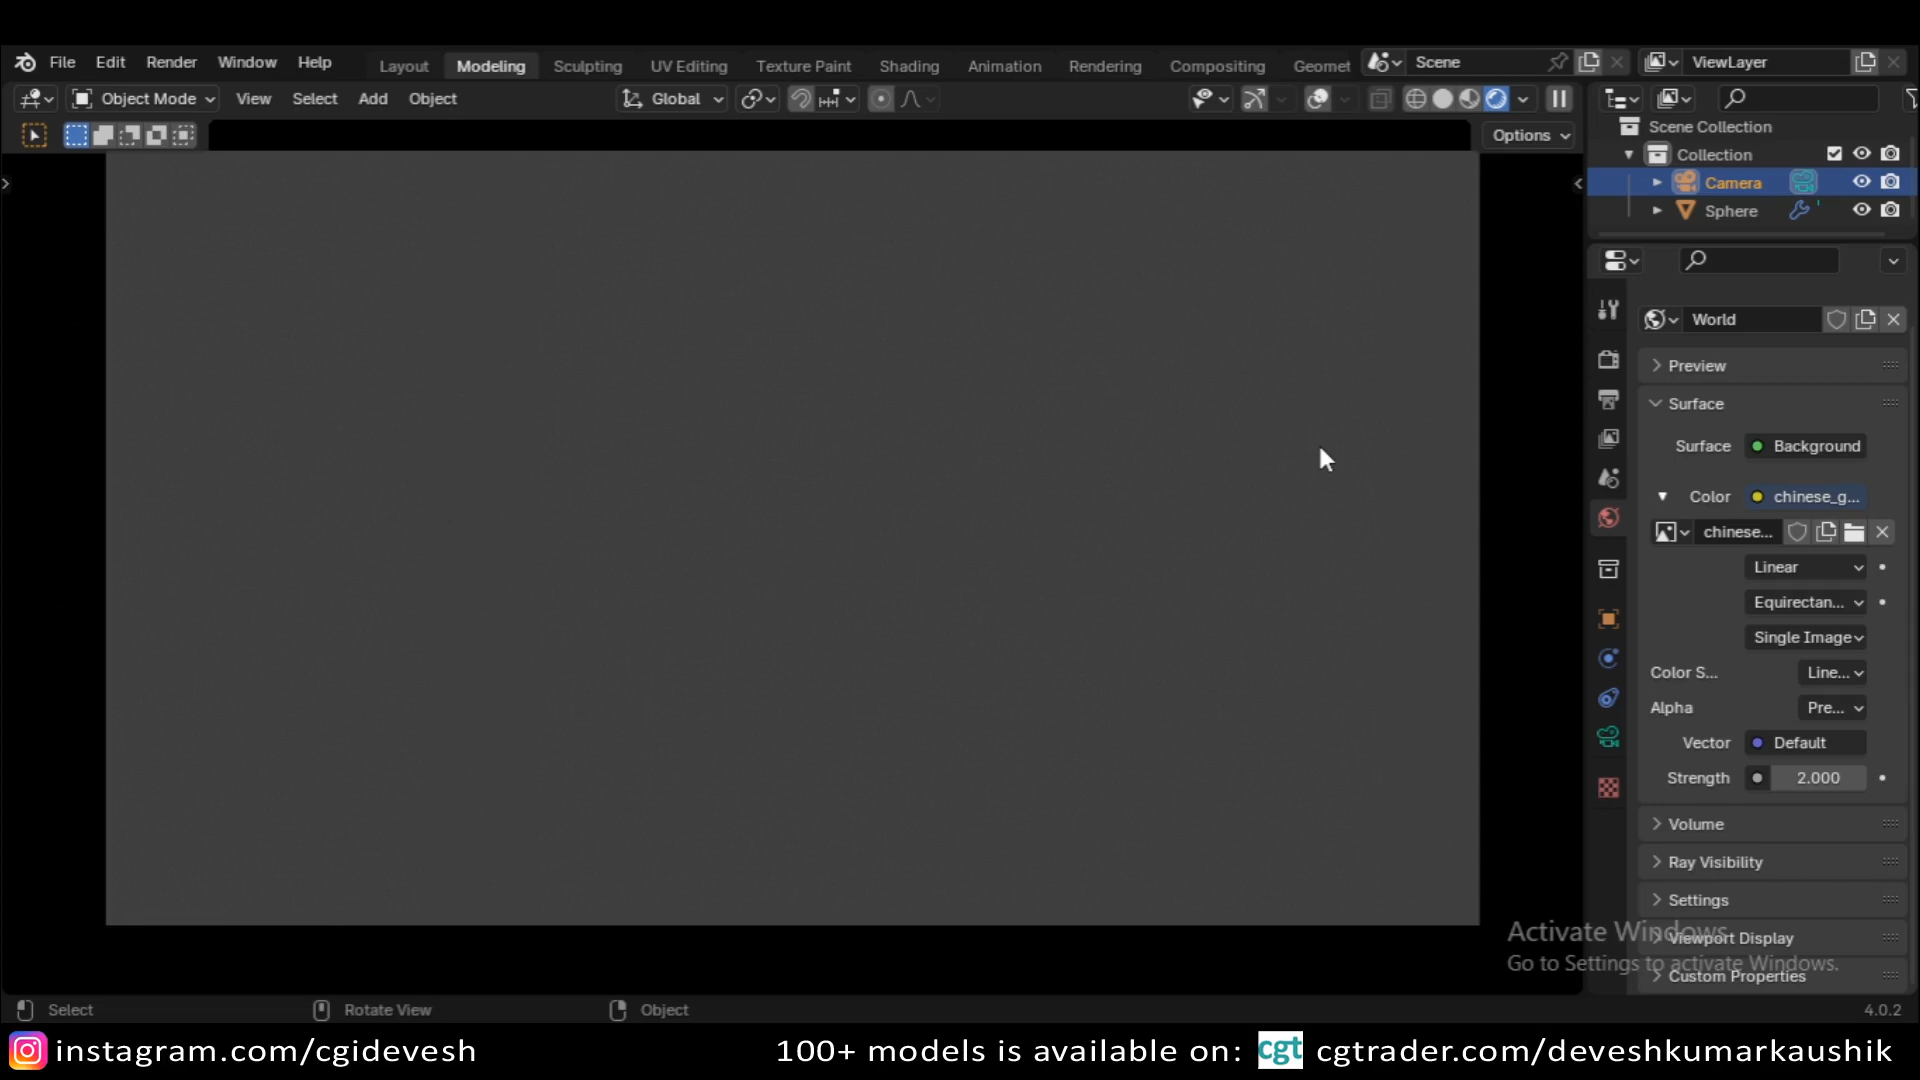 File Edit Render Window Help Layout Modeling Sculpting UV Editing Texture Paint Shading Animation Rendering Compositing Geomet Scene ViewLayer
Object Mode View Select Add Object Global
Options
Scene Collection
Collection
Camera
Sphere
World
Preview
Surface
Surface Background
Color chinese_g...
chinese...
Linear
Equirectan...
Single Image
Color S... Line...
Alpha Pre...
Vector Default
Strength 2.000
Volume
Ray Visibility
Settings
Viewport Display
Custom Properties
Activate Windows
Go to Settings to activate Windows.
Select Rotate View Object 4.0.2
instagram.com/cgidevesh 100+ models is available on: cgt cgtrader.com/deveshkumarkaushik